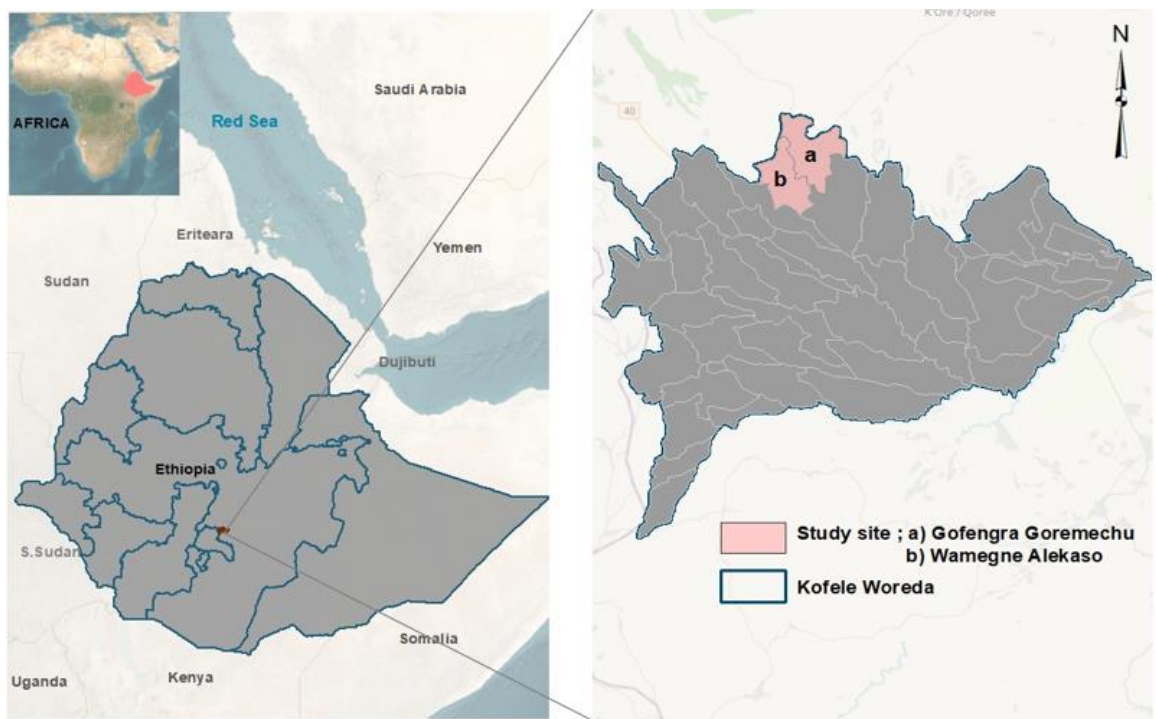 AFRICA
Red Sea
Saudi Arabia
Eriteara
Yemen
Sudan
Dujibuti
Ethiopia
S.Sudan
Somalia
Kenya
Uganda
K'Ore / Qoree
N
40
a
b
Study site ; a) Gofengra Goremechu
b) Wamegne Alekaso
Kofele Woreda